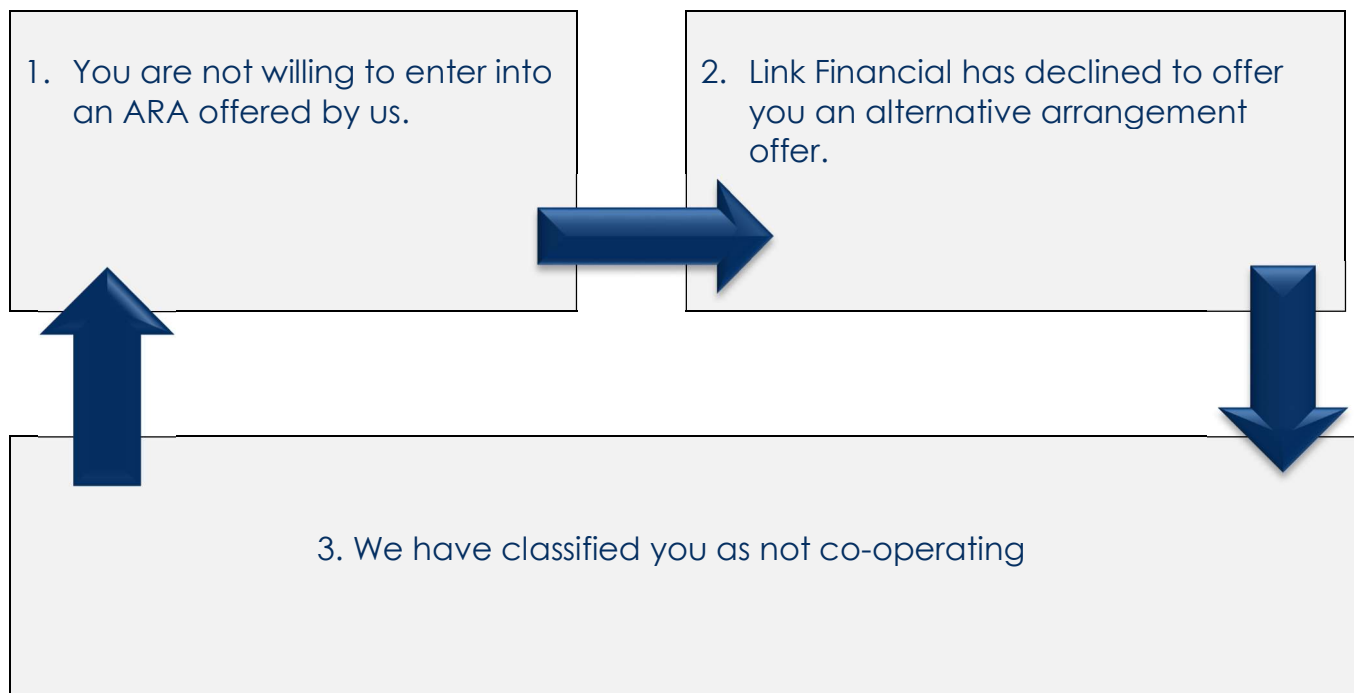 1. You are not willing to enter into
an ARA offered by us.
2. Link Financial has declined to offer
you an alternative arrangement
offer.
3. We have classified you as not co-operating